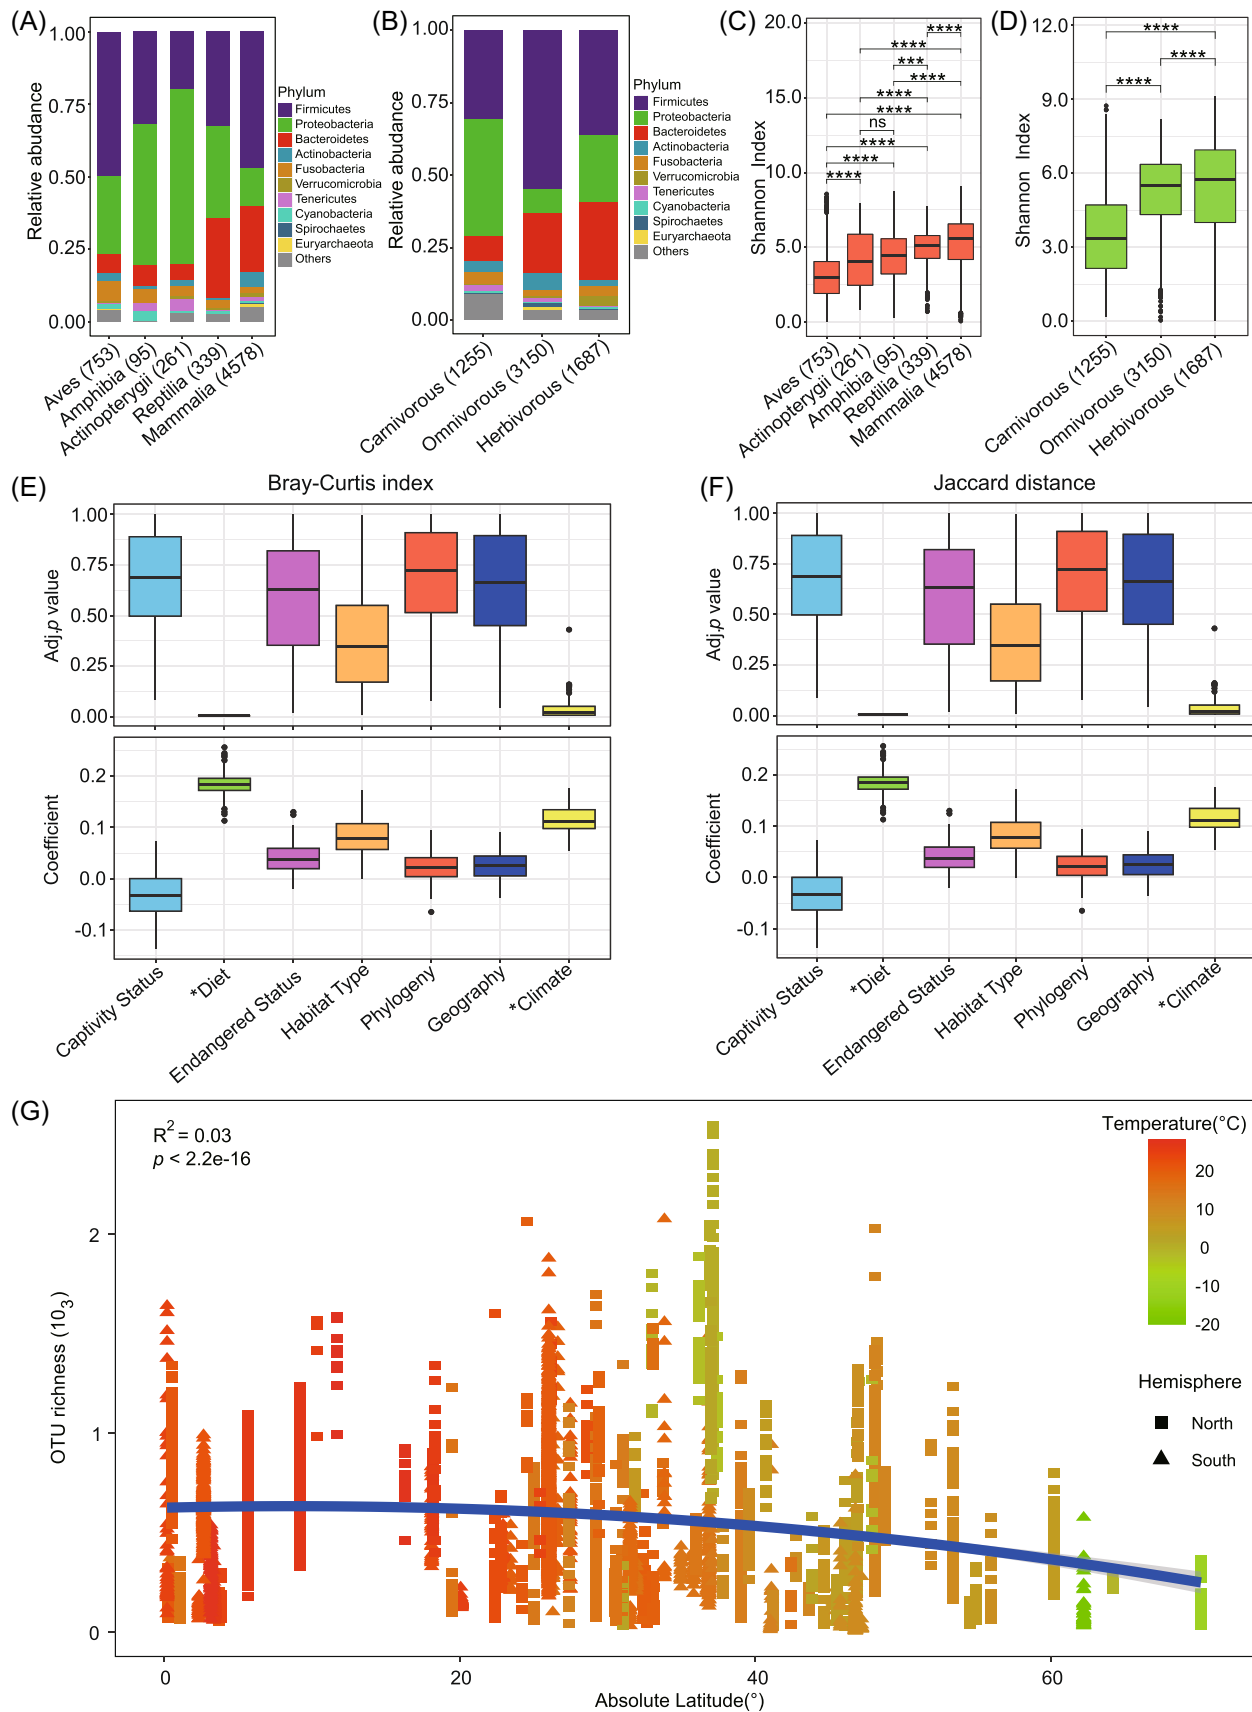 (A)
1.00
0.75
0.50
0.25
0.00
Relative abudance
Aves (753)
Amphibia (95)
Actinopterygii (261)
Reptilia (339)
Mammalia (4578)
Phylum
Firmicutes
Proteobacteria
Bacteroidetes
Actinobacteria
Fusobacteria
Verrucomicrobia
Tenericutes
Cyanobacteria
Spirochaetes
Euryarchaeota
Others
(B)
1.00
0.75
0.50
0.25
0.00
Relative abudance
Carnivorous (1255)
Omnivorous (3150)
Herbivorous (1687)
Phylum
Firmicutes
Proteobacteria
Bacteroidetes
Actinobacteria
Fusobacteria
Verrucomicrobia
Tenericutes
Cyanobacteria
Spirochaetes
Euryarchaeota
Others
(C)
20.0
15.0
10.0
5.0
0.0
Shannon Index
****
****
***
****
****
****
ns
****
****
****
Aves (753)
Actinopterygii (261)
Amphibia (95)
Reptilia (339)
Mammalia (4578)
(D)
12.0
9.0
6.0
3.0
0.0
Shannon Index
****
****
****
Carnivorous (1255)
Omnivorous (3150)
Herbivorous (1687)
(E)
Bray-Curtis index
1.00
0.75
0.50
0.25
0.00
Adj.p value
0.2
0.1
0.0
-0.1
Coefficient
Captivity Status
*Diet
Endangered Status
Habitat Type
Phylogeny
Geography
*Climate
(F)
Jaccard distance
1.00
0.75
0.50
0.25
0.00
Adj.p value
0.2
0.1
0.0
-0.1
Coefficient
Captivity Status
*Diet
Endangered Status
Habitat Type
Phylogeny
Geography
*Climate
(G)
R2 = 0.03
p < 2.2e-16
2
1
0
OTU richness (103)
0
20
40
60
Absolute Latitude(°)
Temperature(°C)
20
10
0
-10
-20
Hemisphere
North
South